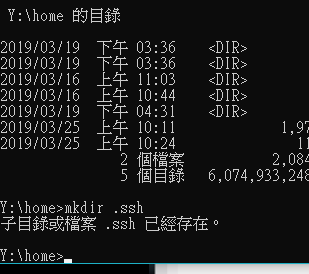 Y:\home 的目錄
2019/03/19 下午 03:36 <DIR>
2019/03/19 下午 03:36 <DIR>
2019/03/16 上午 11:03 <DIR>
2019/03/16 上午 10:44 <DIR>
2019/03/19 下午 04:31 <DIR>
2019/03/25 上午 10:11 1,97
2019/03/25 上午 10:24 11
2 個檔案 2,084
5 個目錄 6,074,933,248
Y:\home>mkdir .ssh
子目錄或檔案 .ssh 已經存在。
Y:\home>